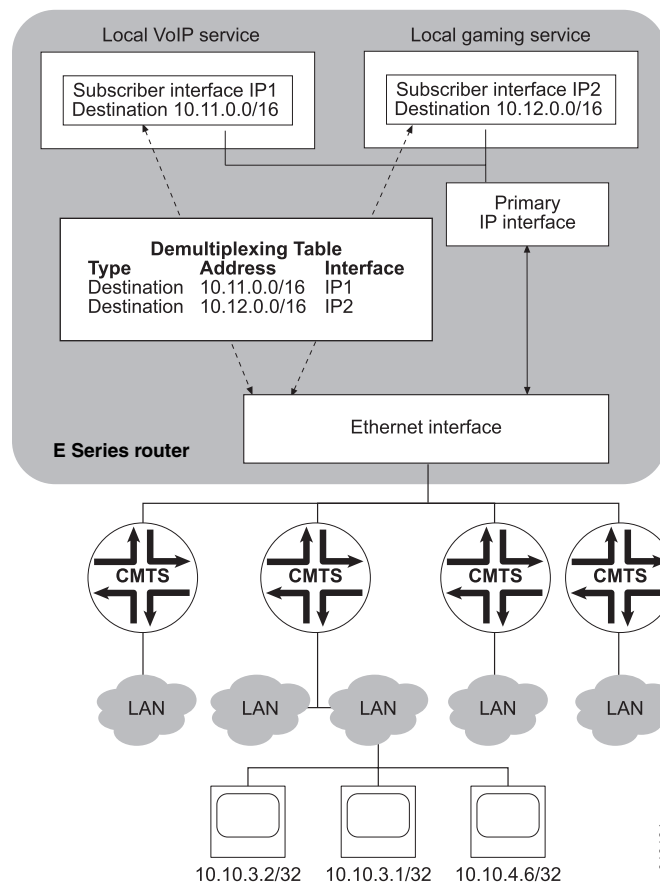 Local VoIP service
Local gaming service
Subscriber interface IP1
Destination 10.11.0.0/16
Subscriber interface IP2
Destination 10.12.0.0/16
Primary
IP interface
Demultiplexing Table
Type Address Interface
Destination 10.11.0.0/16 IP1
Destination 10.12.0.0/16 IP2
Ethernet interface
E Series router
CMTS CMTS CMTS CMTS
LAN LAN LAN LAN LAN
10.10.3.2/32 10.10.3.1/32 10.10.4.6/32